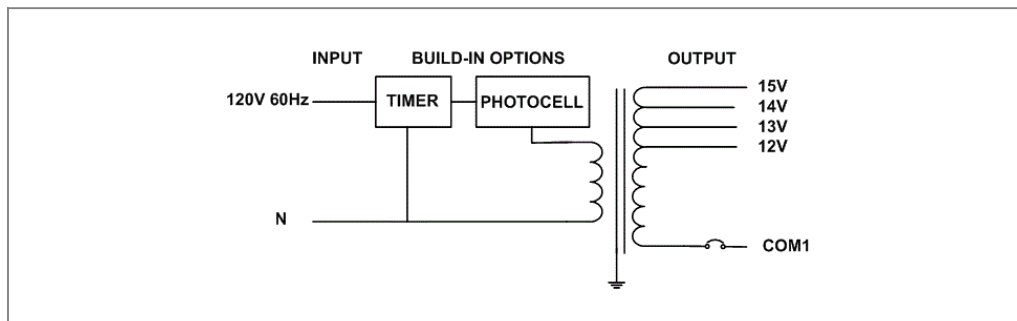 INPUT
BUILD-IN OPTIONS
OUTPUT
120V 60Hz
TIMER
PHOTOCELL
15V
14V
13V
12V
N
COM1